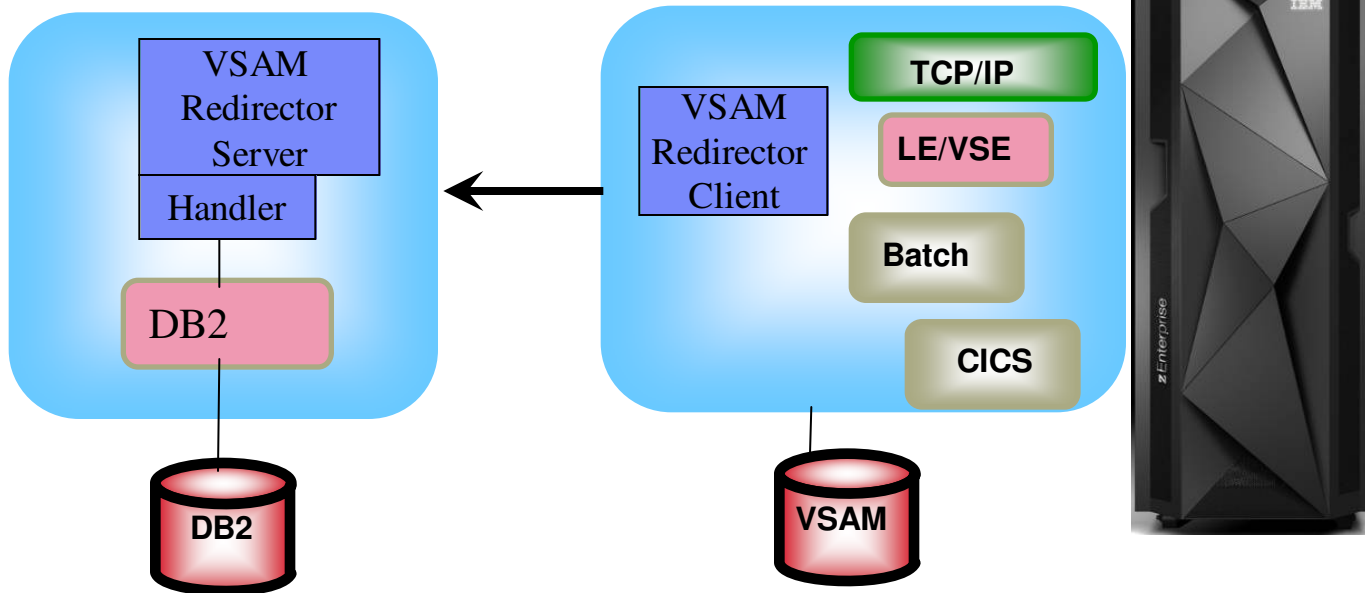 VSAM
Redirector
Server
Handler
DB2
DB2
VSAM
Redirector
Client
TCP/IP
LE/VSE
Batch
CICS
VSAM
IBM
zEnterprise